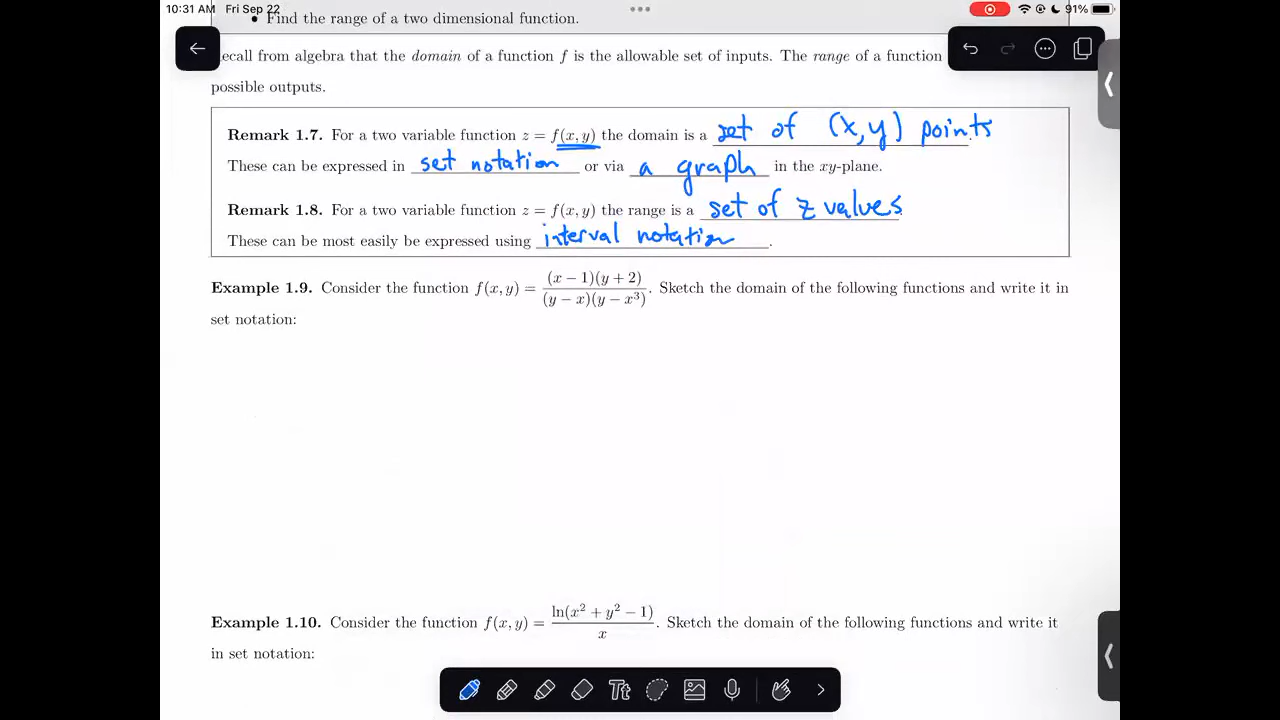 10:31 AM Fri Sep 22 91%
• Find the range of a two dimensional function.
ecall from algebra that the domain of a function f is the allowable set of inputs. The range of a function
possible outputs.
Remark 1.7. For a two variable function z = f(x, y) the domain is a set of (x,y) points.
These can be expressed in set notation or via a graph in the xy-plane.
Remark 1.8. For a two variable function z = f(x, y) the range is a set of z values.
These can be most easily be expressed using interval notation.
Example 1.9. Consider the function f(x, y) = (x − 1)(y + 2) / (y − x)(y − x³). Sketch the domain of the following functions and write it in
set notation:
Example 1.10. Consider the function f(x, y) = ln(x² + y² − 1) / x. Sketch the domain of the following functions and write it
in set notation:
Tt